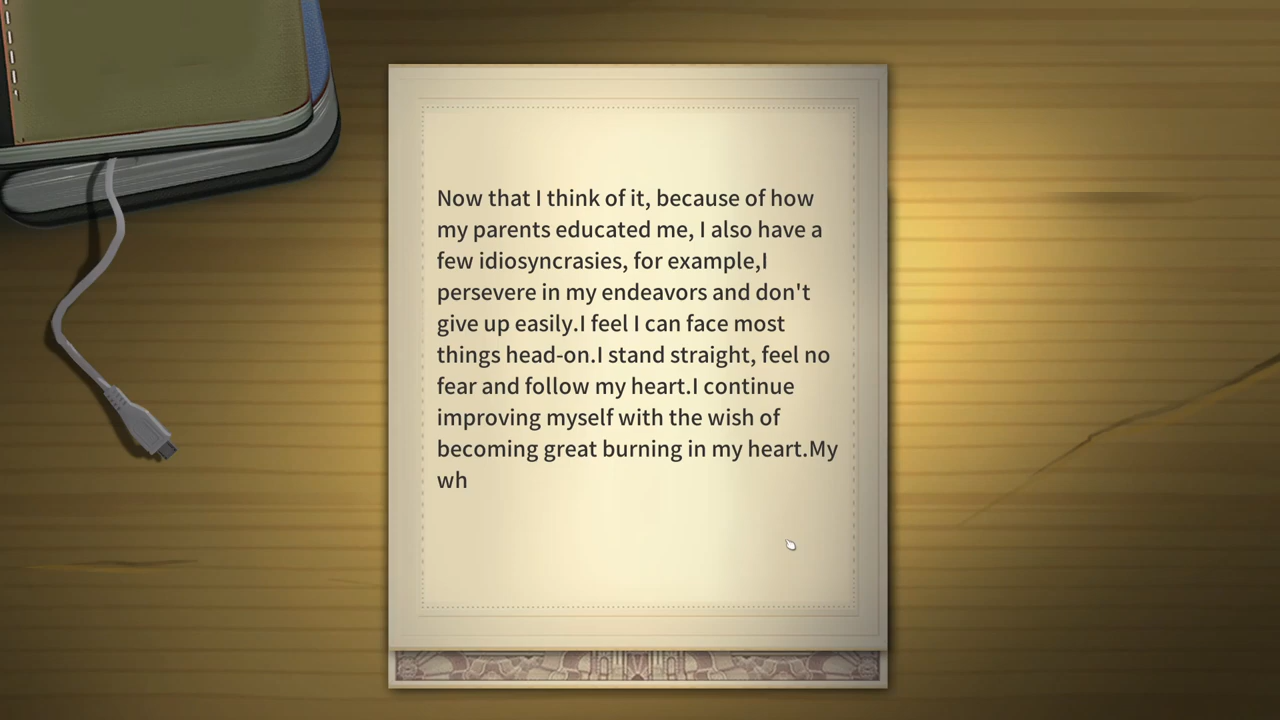 Now that I think of it, because of how
my parents educated me, I also have a
few idiosyncrasies, for example,I
persevere in my endeavors and don't
give up easily.I feel I can face most
things head-on.I stand straight, feel no
fear and follow my heart.I continue
improving myself with the wish of
becoming great burning in my heart.My
wh